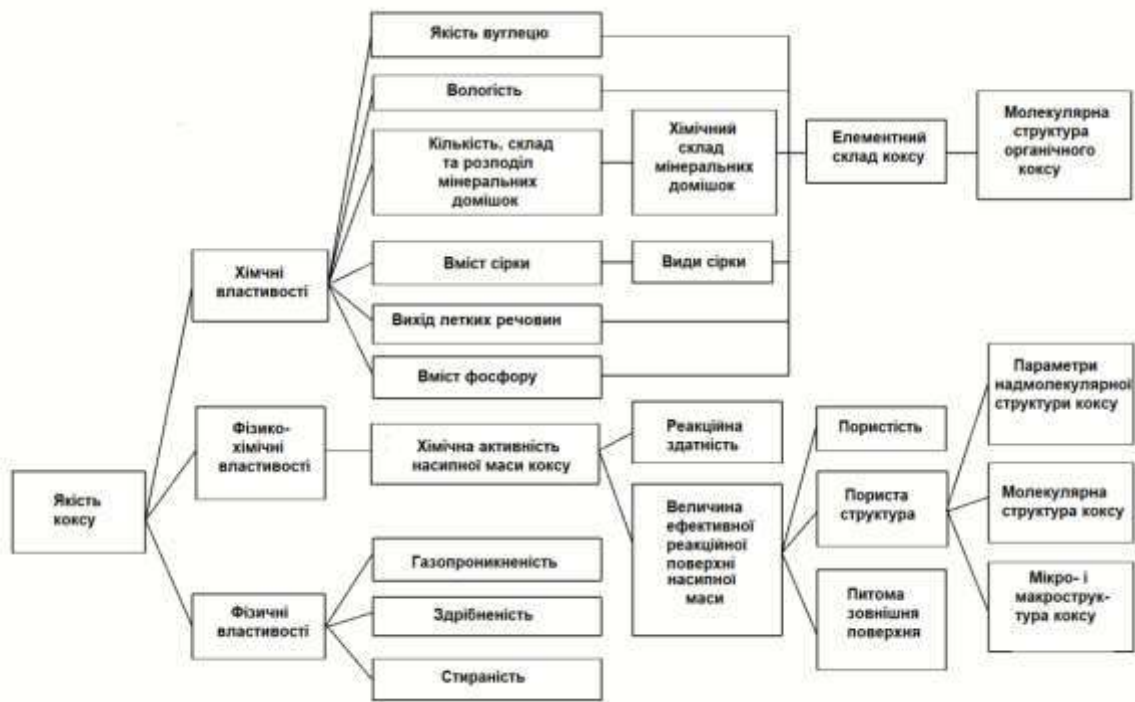 Якість вуглецю
Вологість
Кількість, склад
та розподіл
мінеральних
домішок
Хімічний
склад
мінеральних
домішок
Елементний
склад коксу
Молекулярна
структура
органічного
коксу
Хімчні
властивості
Вміст сірки
Види сірки
Вихід летких речовин
Вміст фосфору
Фізико-
хімічні
властивості
Хімічна активність
насипної маси коксу
Реакційна
здатність
Пористість
Параметри
надмолекулярної
структури коксу
Якість
коксу
Величина
ефективної
реакційної
поверхні
насипної
маси
Пориста
структура
Молекулярна
структура коксу
Фізичні
властивості
Газопроникненість
Здрібненість
Стираність
Питома
зовнішня
поверхня
Мікро- і
макрострук-
тура коксу